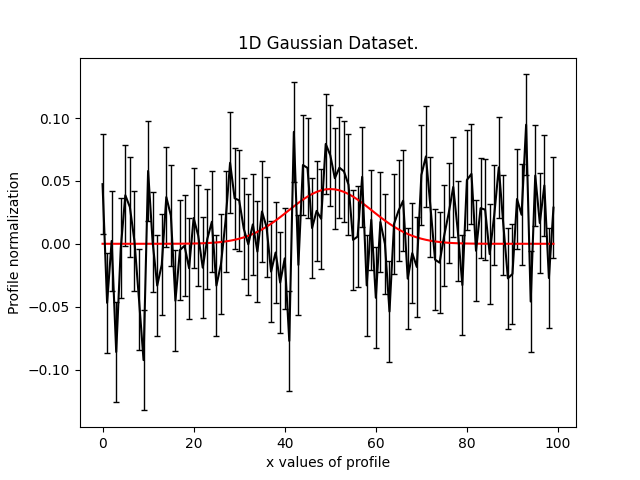 1D Gaussian Dataset.
Profile normalization
0.10
0.05
0.00
−0.05
−0.10
0 20 40 60 80 100
x values of profile